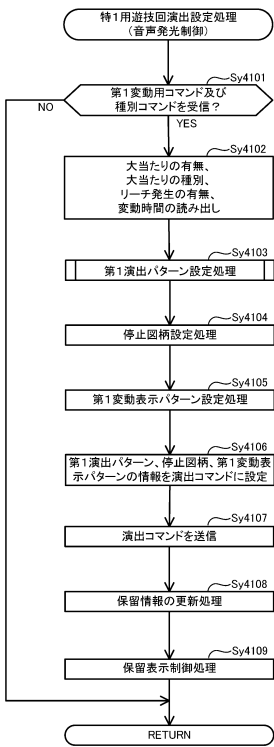 特1用遊技回演出設定処理
（音声発光制御）
Sy4101
第1変動用コマンド及び
種別コマンドを受信？
NO
YES
Sy4102
大当たりの有無、
大当たりの種別、
リーチ発生の有無、
変動時間の読み出し
Sy4103
第1演出パターン設定処理
Sy4104
停止図柄設定処理
Sy4105
第1変動表示パターン設定処理
Sy4106
第1演出パターン、停止図柄、第1変動表
示パターンの情報を演出コマンドに設定
Sy4107
演出コマンドを送信
Sy4108
保留情報の更新処理
Sy4109
保留表示制御処理
RETURN